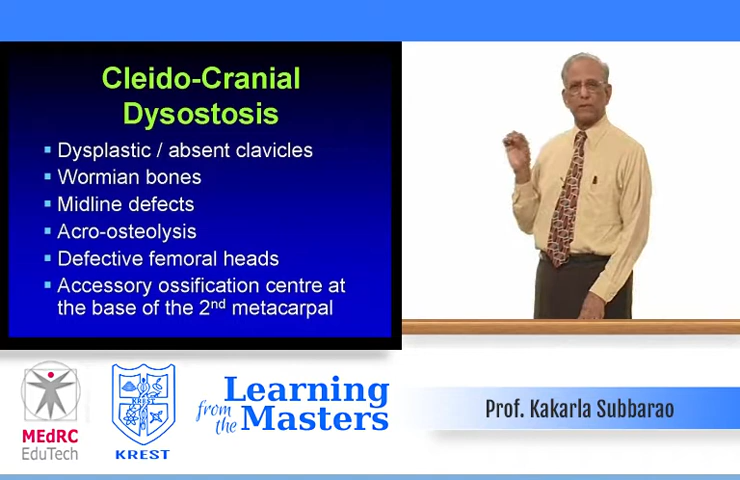 Cleido-Cranial
Dysostosis
▪ Dysplastic / absent clavicles
▪ Wormian bones
▪ Midline defects
▪ Acro-osteolysis
▪ Defective femoral heads
▪ Accessory ossification centre at
the base of the 2nd metacarpal
MEdRC
EduTech
KREST
KREST
Learning
from the Masters
Prof. Kakarla Subbarao